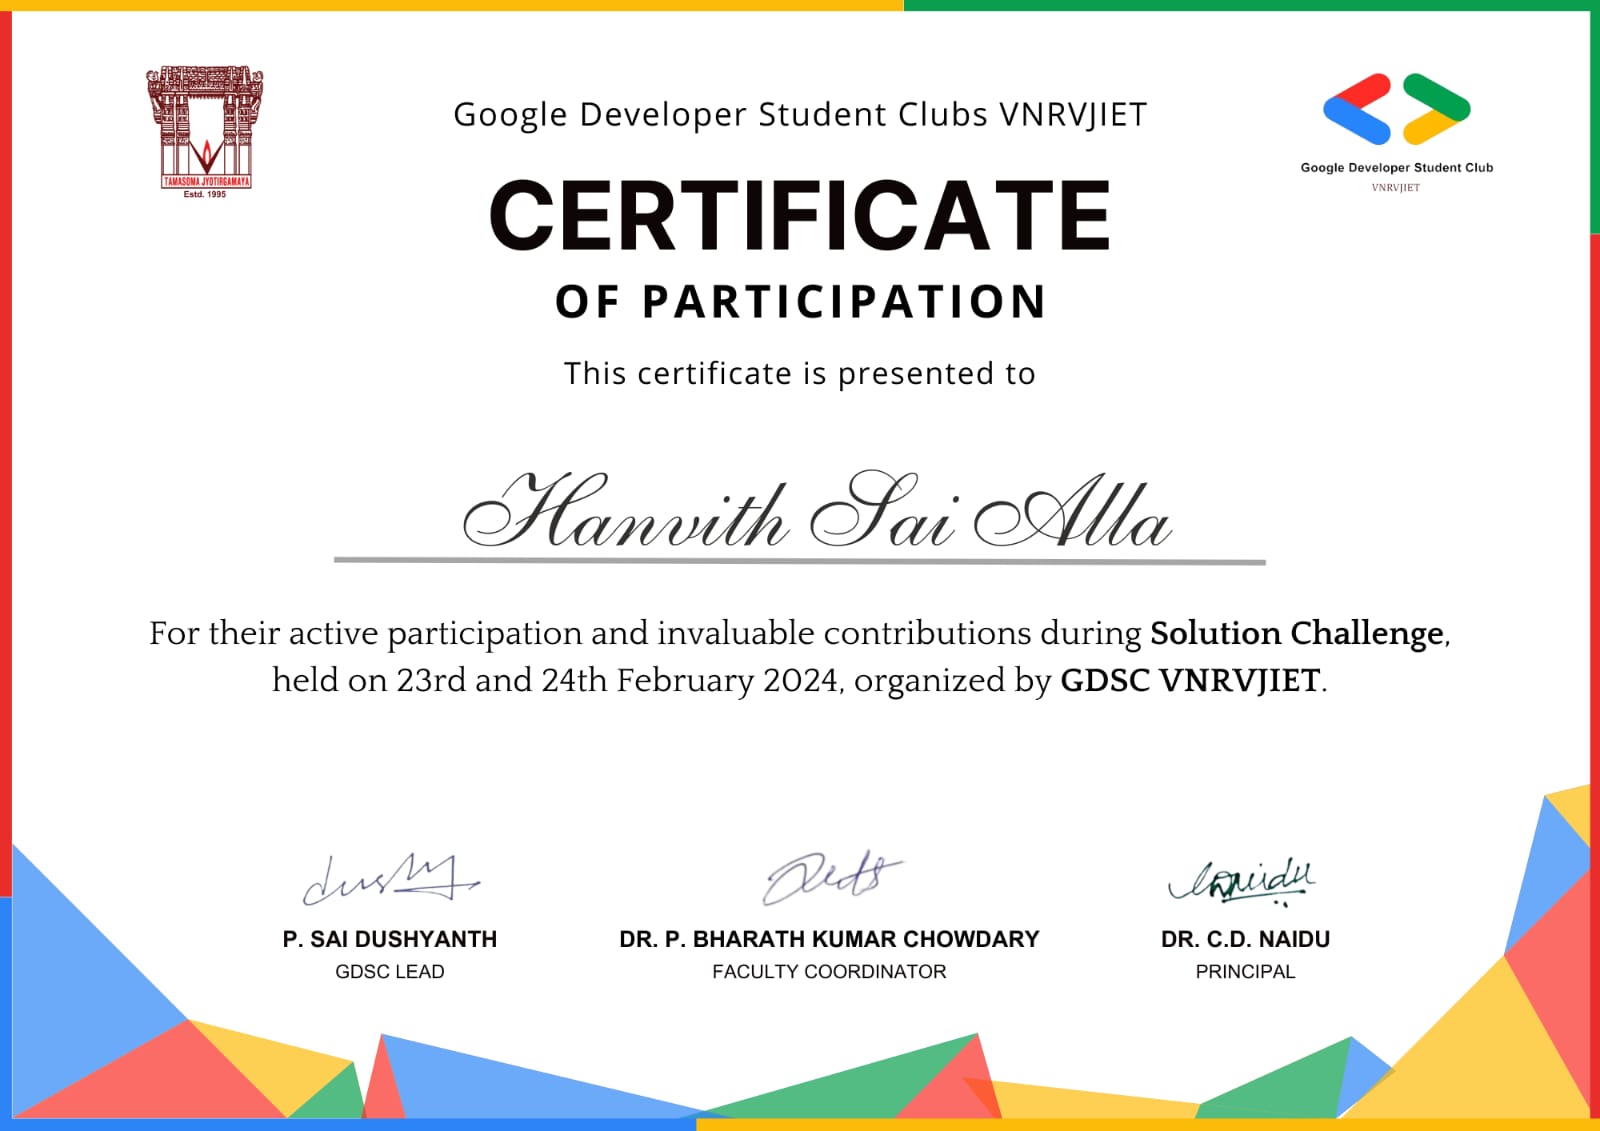 TAMASOMA JYOTIRGAMAYA
Estd. 1995
Google Developer Student Clubs VNRVJIET
Google Developer Student Club
VNRVJIET
CERTIFICATE
OF PARTICIPATION
This certificate is presented to
Hanvith Sai Alla
For their active participation and invaluable contributions during Solution Challenge,
held on 23rd and 24th February 2024, organized by GDSC VNRVJIET.
P. SAI DUSHYANTH
GDSC LEAD
DR. P. BHARATH KUMAR CHOWDARY
FACULTY COORDINATOR
DR. C.D. NAIDU
PRINCIPAL